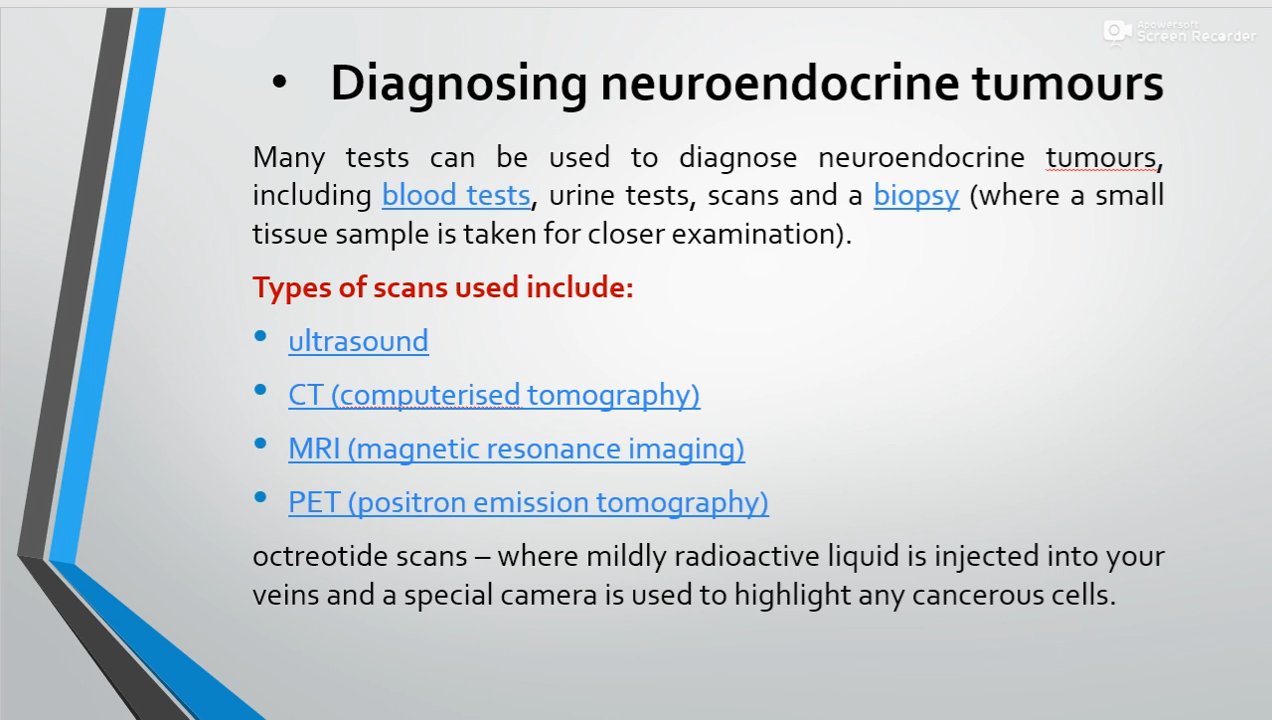 Apowersoft
Screen Recorder
• Diagnosing neuroendocrine tumours
Many tests can be used to diagnose neuroendocrine tumours,
including blood tests, urine tests, scans and a biopsy (where a small
tissue sample is taken for closer examination).
Types of scans used include:
• ultrasound
• CT (computerised tomography)
• MRI (magnetic resonance imaging)
• PET (positron emission tomography)
octreotide scans – where mildly radioactive liquid is injected into your
veins and a special camera is used to highlight any cancerous cells.